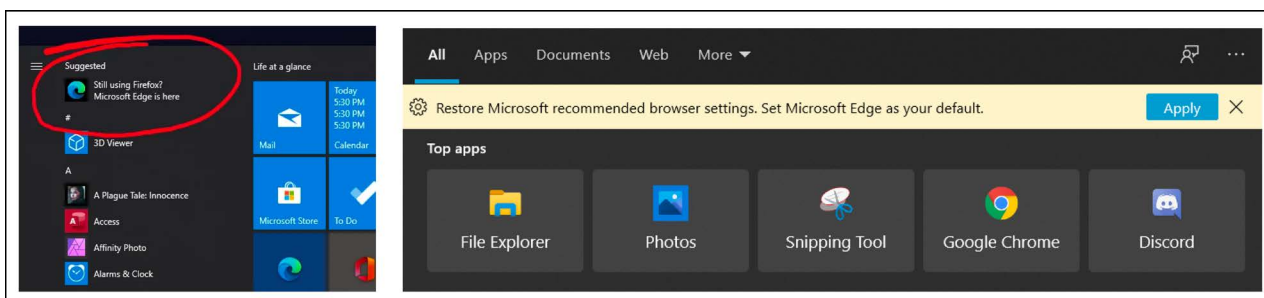 Suggested
Still using Firefox?
Microsoft Edge is here
#
3D Viewer
A
A Plague Tale: Innocence
Access
Affinity Photo
Alarms & Clock
Life at a glance
Mail
Today
5:30 PM
5:30 PM
5:30 PM
Calendar
Microsoft Store
To Do
All Apps Documents Web More
Restore Microsoft recommended browser settings. Set Microsoft Edge as your default. Apply
Top apps
File Explorer Photos Snipping Tool Google Chrome Discord